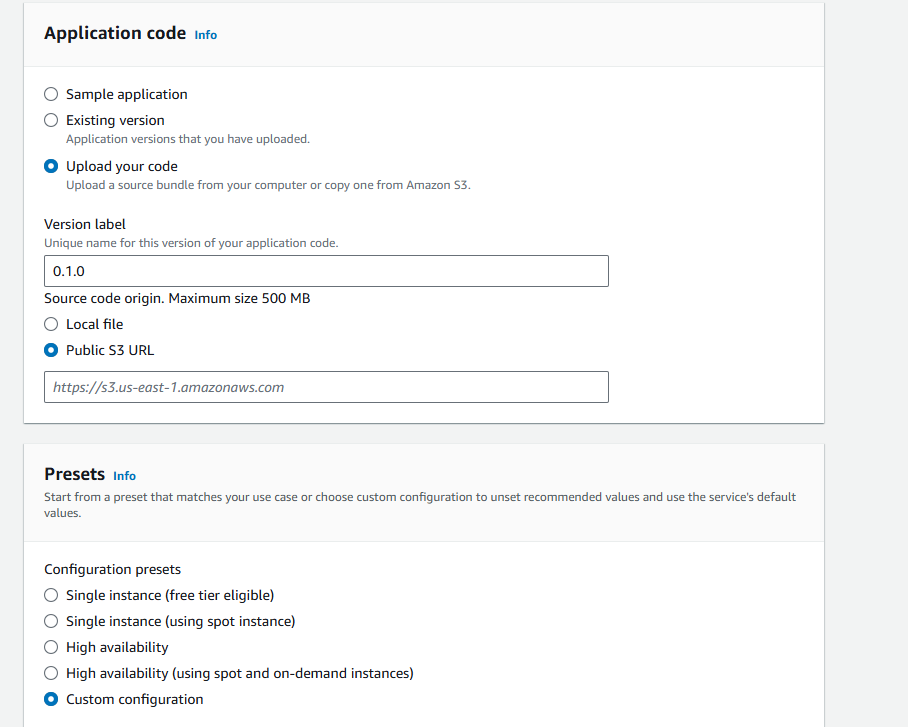 Application code Info
Sample application
Existing version
Application versions that you have uploaded.
Upload your code
Upload a source bundle from your computer or copy one from Amazon S3.
Version label
Unique name for this version of your application code.
0.1.0
Source code origin. Maximum size 500 MB
Local file
Public S3 URL
https://s3.us-east-1.amazonaws.com
Presets Info
Start from a preset that matches your use case or choose custom configuration to unset recommended values and use the service's default
values.
Configuration presets
Single instance (free tier eligible)
Single instance (using spot instance)
High availability
High availability (using spot and on-demand instances)
Custom configuration